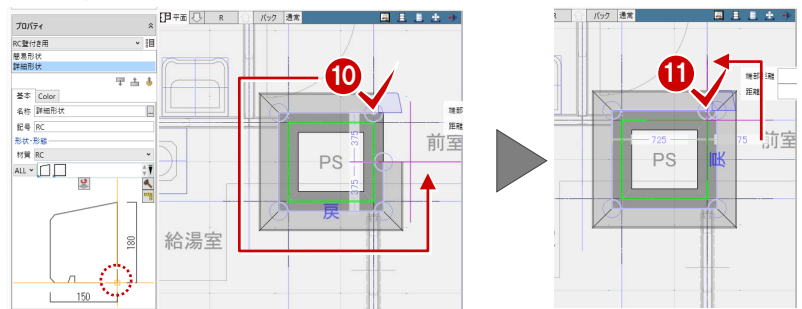 プロパティ
RC壁付き用
簡易形状
詳細形状
基本 Color
名称 詳細形状 ...
記号 RC
形状・形態
材質 RC
ALL
180
150
平面 R バック 通常
10
端部
距離
前室
375
PS
375
戻
給湯室
R バック 通常
11
端部距離
距離
725 75
前室
PS
戻